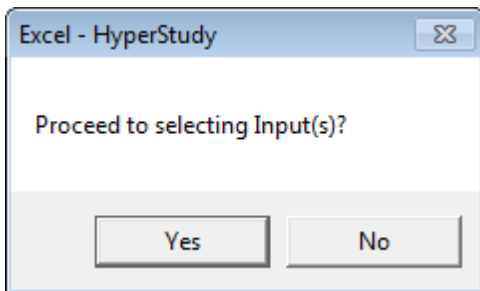 Excel - HyperStudy
Proceed to selecting Input(s)?
Yes No